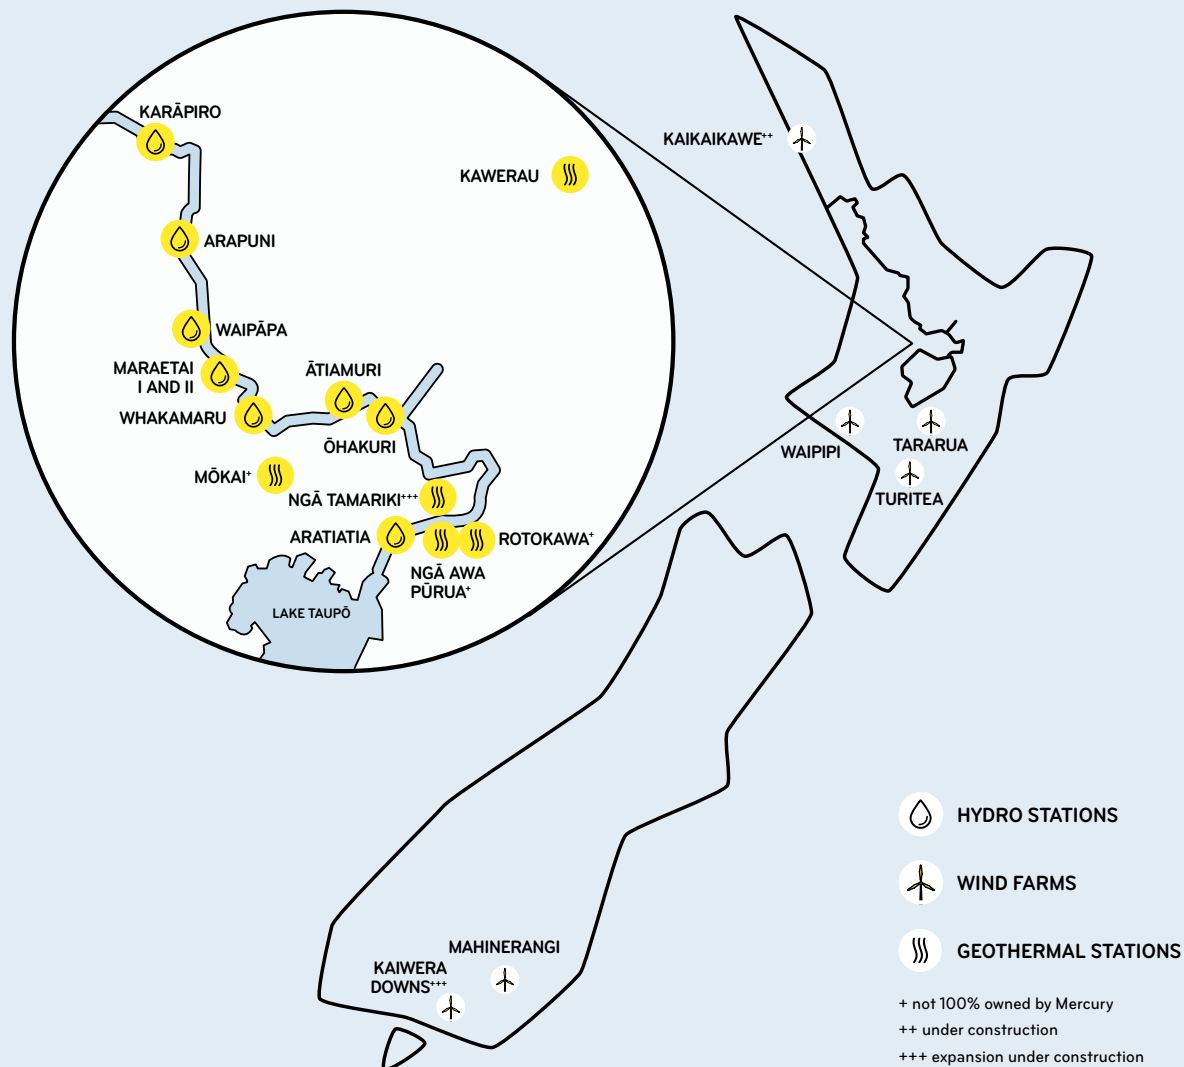 KARĀPIRO
KAIKAIKAWE++
KAWERAU
ARAPUNI
WAIPĀPA
MARAETAI
I AND II
ĀTIAMURI
WHAKAMARU
ŌHAKURI
WAIPIPI
TARARUA
MŌKAI+
NGĀ TAMARIKI+++
TURITEA
ARATIATIA
ROTOKAWA+
NGĀ AWA
PŪRUA+
LAKE TAUPŌ
HYDRO STATIONS
WIND FARMS
GEOTHERMAL STATIONS
MAHINERANGI
KAIWERA
DOWNS+++
+ not 100% owned by Mercury
++ under construction
+++ expansion under construction